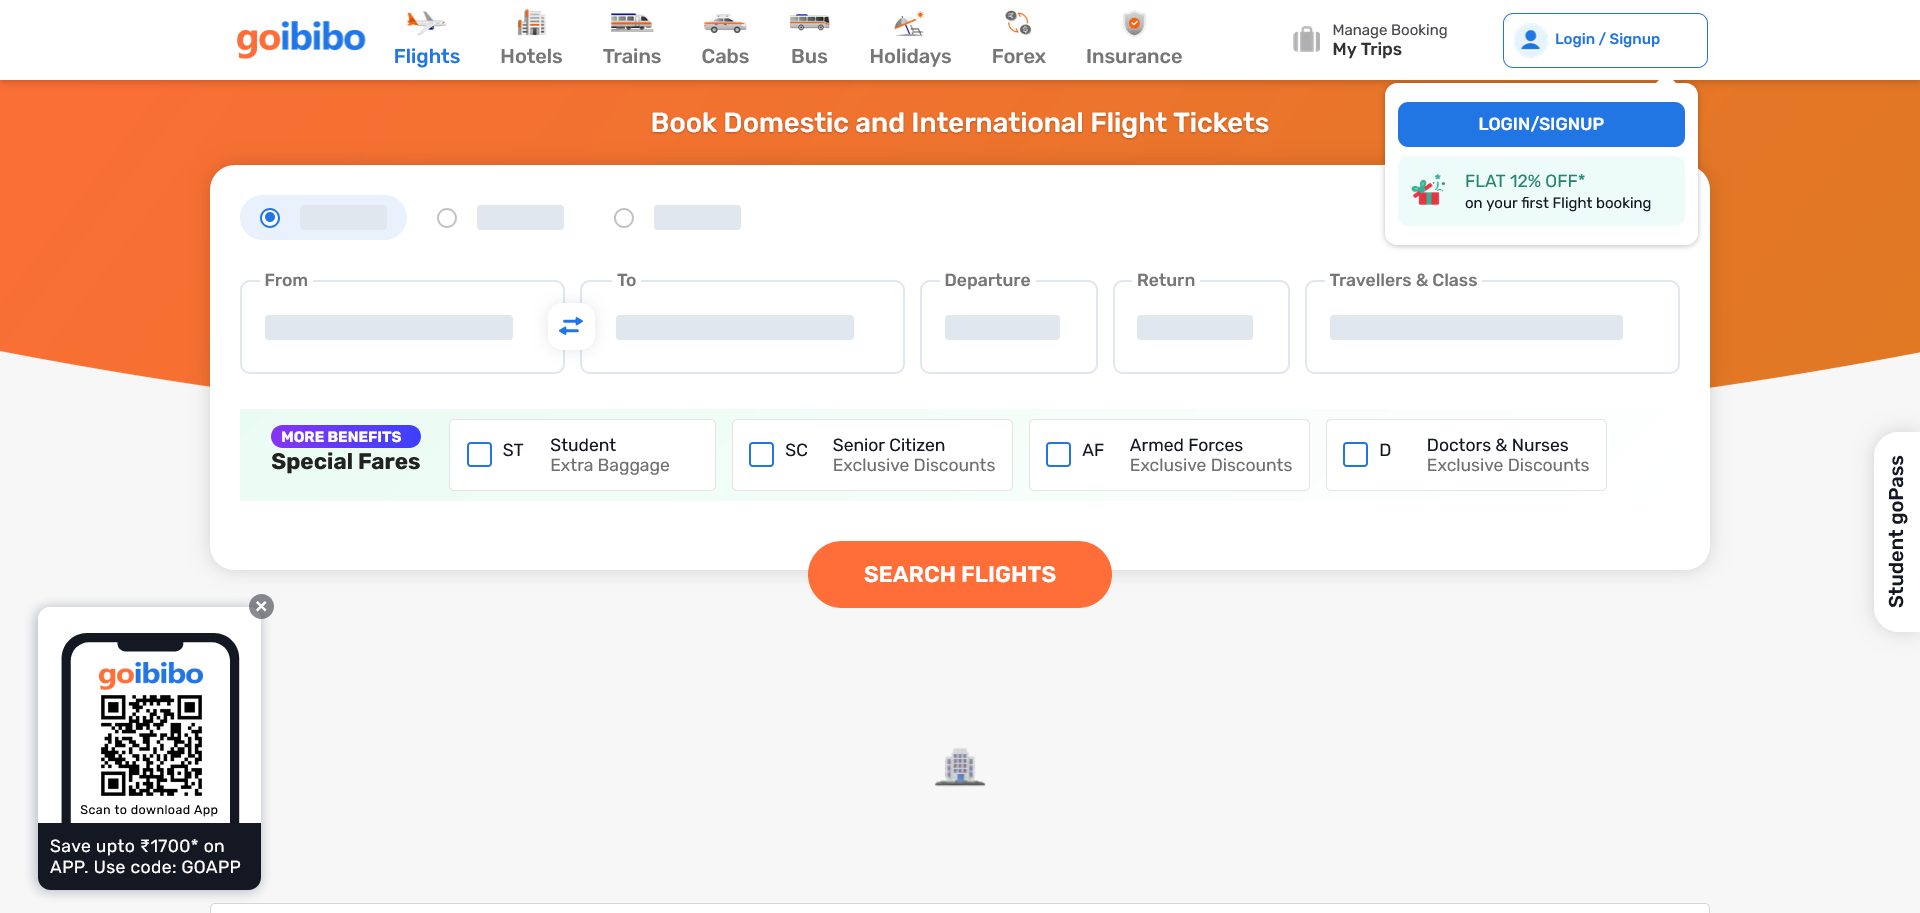 goibibo
Flights
Hotels
Trains
Cabs
Bus
Holidays
Forex
Insurance
Manage Booking
My Trips
Login / Signup
LOGIN/SIGNUP
FLAT 12% OFF*
on your first Flight booking
Book Domestic and International Flight Tickets
From
To
Departure
Return
Travellers & Class
MORE BENEFITS
Special Fares
ST
Student
Extra Baggage
SC
Senior Citizen
Exclusive Discounts
AF
Armed Forces
Exclusive Discounts
D
Doctors & Nurses
Exclusive Discounts
SEARCH FLIGHTS
Student goPass
goibibo
Scan to download App
Save upto ₹1700* on
APP. Use code: GOAPP